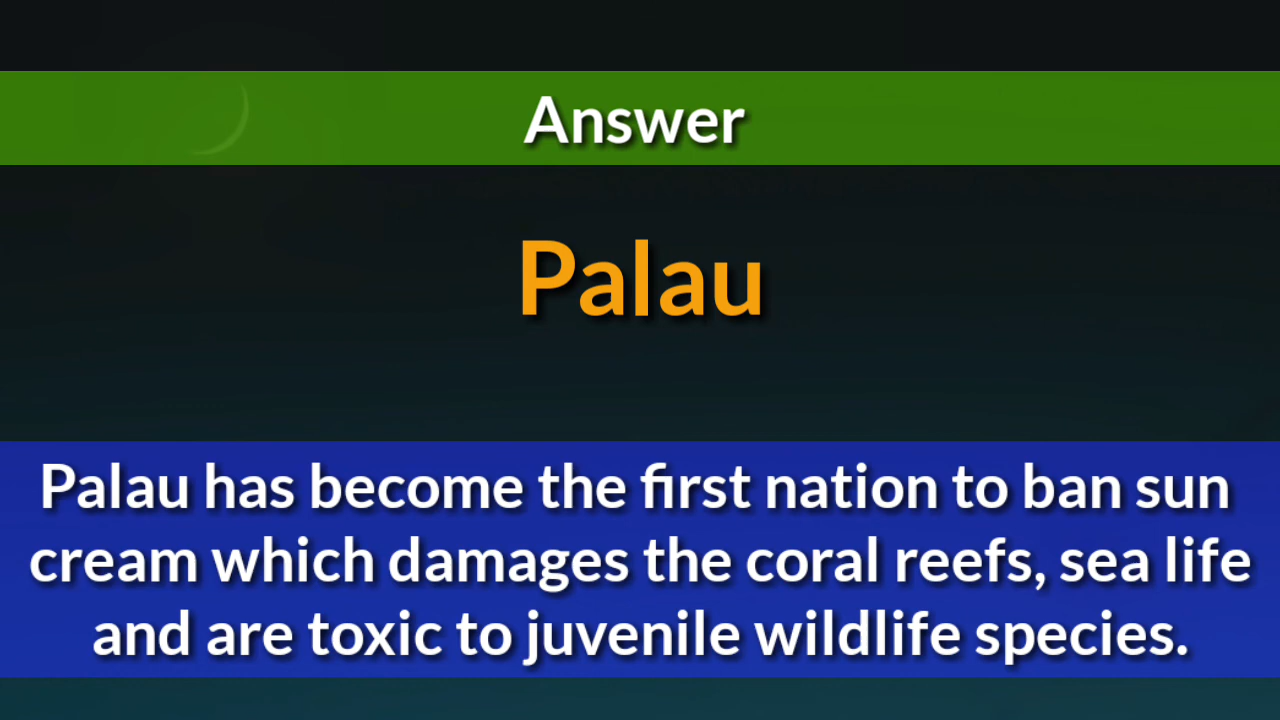 Answer
Palau
Palau has become the first nation to ban sun
cream which damages the coral reefs, sea life
and are toxic to juvenile wildlife species.